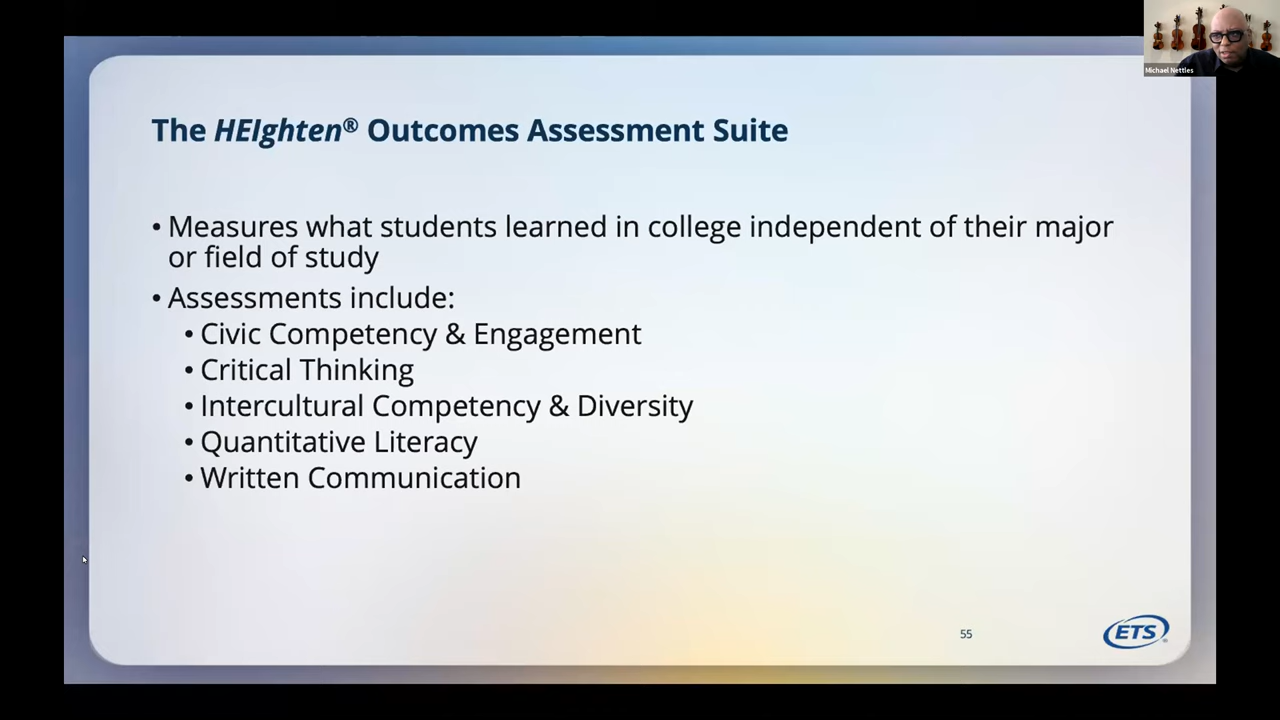 Michael Nettles
The HEIghten® Outcomes Assessment Suite
• Measures what students learned in college independent of their major
or field of study
• Assessments include:
• Civic Competency & Engagement
• Critical Thinking
• Intercultural Competency & Diversity
• Quantitative Literacy
• Written Communication
55
ETS®